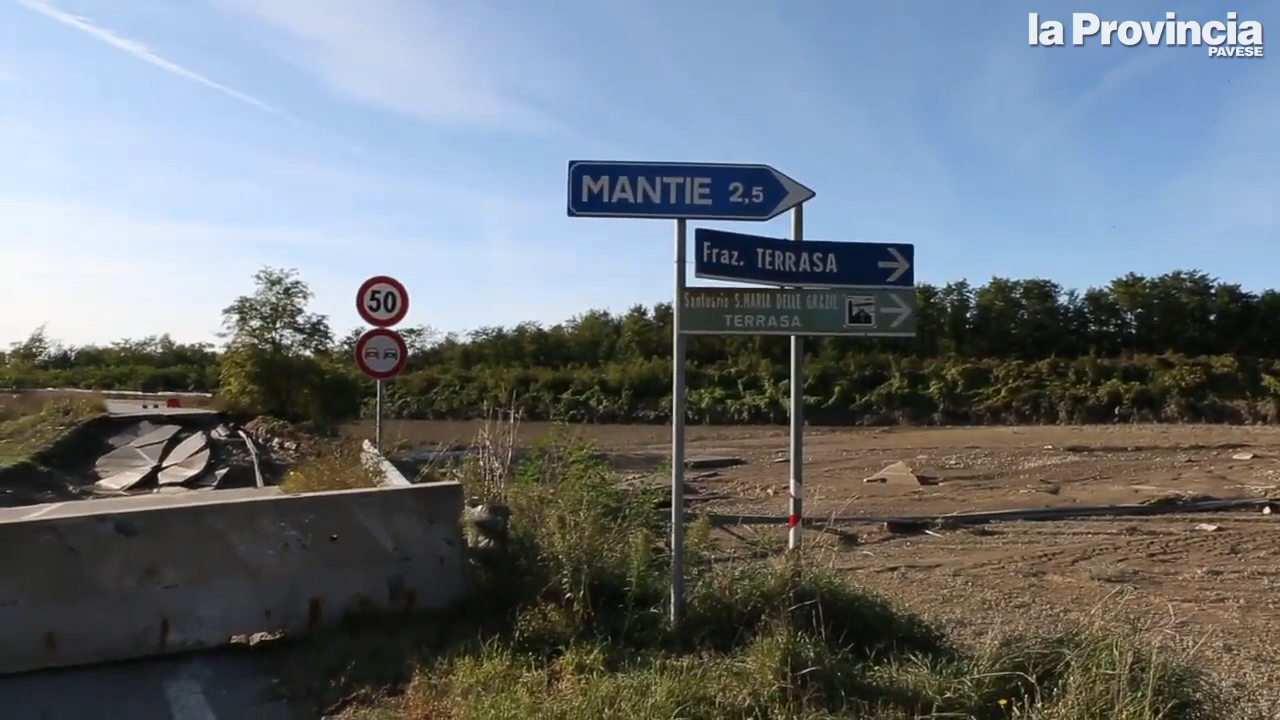 la Provincia
PAVESE
MANTIE 2,5
Fraz. TERRASA
Santuario S. MARIA DELLE GRAZIE
TERRASA
50